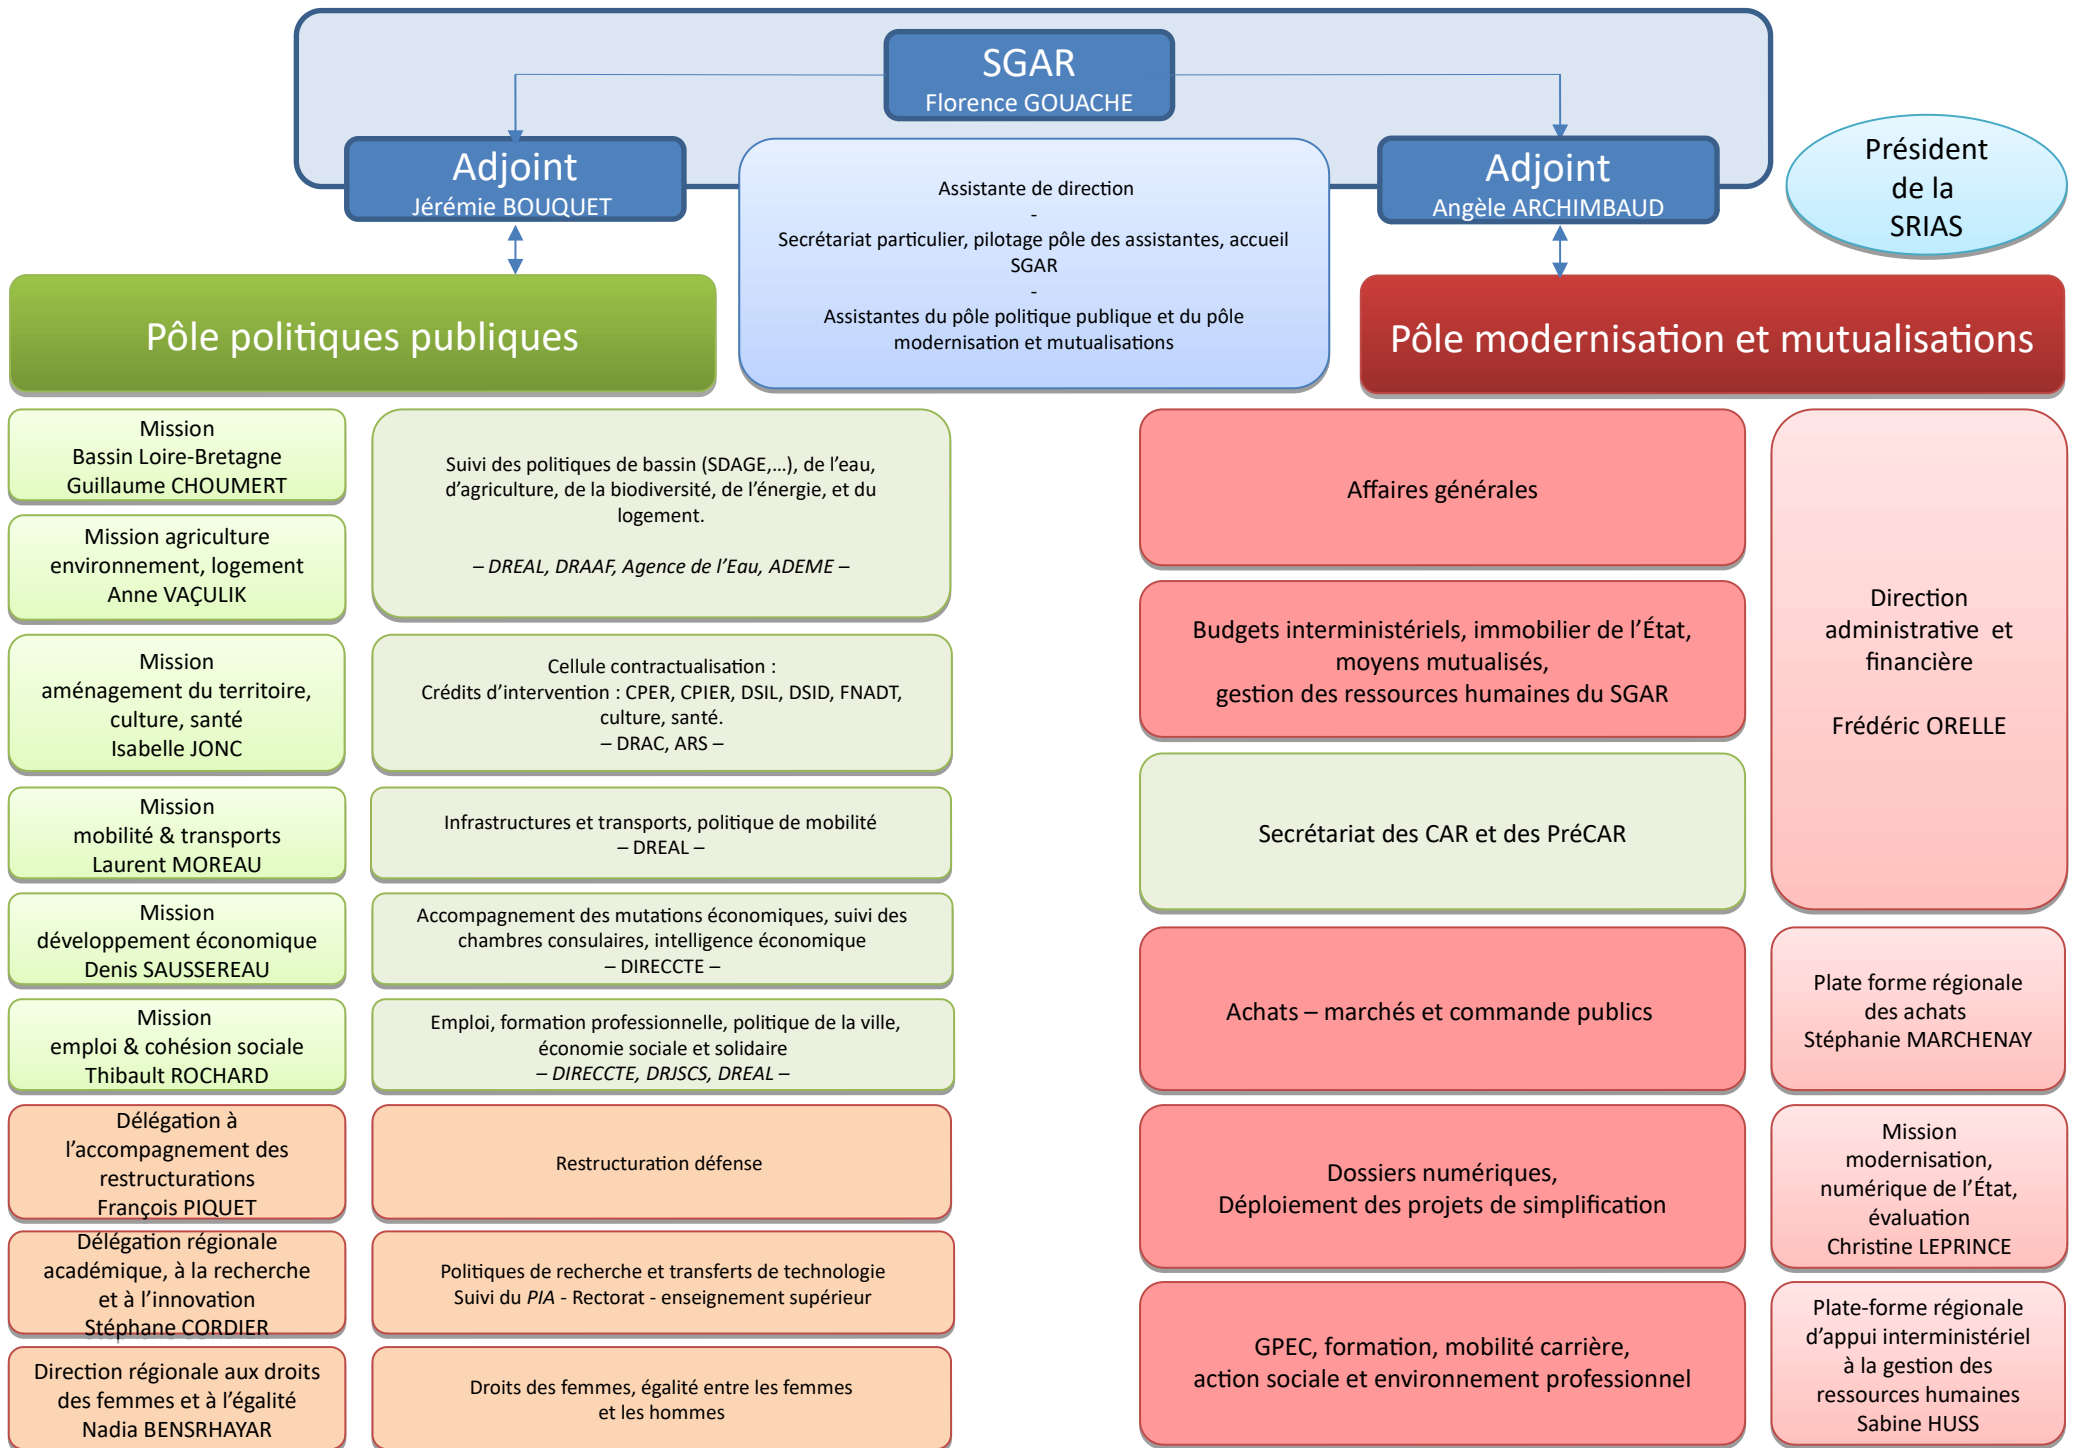 SGAR
Florence GOUACHE
Adjoint
Jérémie BOUQUET
Assistante de direction
-
Secrétariat particulier, pilotage pôle des assistantes, accueil
SGAR
-
Assistantes du pôle politique publique et du pôle
modernisation et mutualisations
Adjoint
Angèle ARCHIMBAUD
Président
de la
SRIAS
Pôle politiques publiques
Pôle modernisation et mutualisations
Mission
Bassin Loire-Bretagne
Guillaume CHOUMERT
Mission agriculture
environnement, logement
Anne VAÇULIK
Suivi des politiques de bassin (SDAGE,...), de l’eau,
d’agriculture, de la biodiversité, de l’énergie, et du
logement.
– DREAL, DRAAF, Agence de l’Eau, ADEME –
Mission
aménagement du territoire,
culture, santé
Isabelle JONC
Cellule contractualisation :
Crédits d’intervention : CPER, CPIER, DSIL, DSID, FNADT,
culture, santé.
– DRAC, ARS –
Mission
mobilité & transports
Laurent MOREAU
Infrastructures et transports, politique de mobilité
– DREAL –
Mission
développement économique
Denis SAUSSEREAU
Accompagnement des mutations économiques, suivi des
chambres consulaires, intelligence économique
– DIRECCTE –
Mission
emploi & cohésion sociale
Thibault ROCHARD
Emploi, formation professionnelle, politique de la ville,
économie sociale et solidaire
– DIRECCTE, DRJSCS, DREAL –
Délégation à
l’accompagnement des
restructurations
François PIQUET
Restructuration défense
Délégation régionale
académique, à la recherche
et à l’innovation
Stéphane CORDIER
Politiques de recherche et transferts de technologie
Suivi du PIA - Rectorat - enseignement supérieur
Direction régionale aux droits
des femmes et à l’égalité
Nadia BENSRHAYAR
Droits des femmes, égalité entre les femmes
et les hommes
Affaires générales
Budgets interministériels, immobilier de l’État,
moyens mutualisés,
gestion des ressources humaines du SGAR
Secrétariat des CAR et des PréCAR
Direction
administrative et
financière
Frédéric ORELLE
Achats – marchés et commande publics
Plate forme régionale
des achats
Stéphanie MARCHENAY
Dossiers numériques,
Déploiement des projets de simplification
Mission
modernisation,
numérique de l’État,
évaluation
Christine LEPRINCE
GPEC, formation, mobilité carrière,
action sociale et environnement professionnel
Plate-forme régionale
d’appui interministériel
à la gestion des
ressources humaines
Sabine HUSS